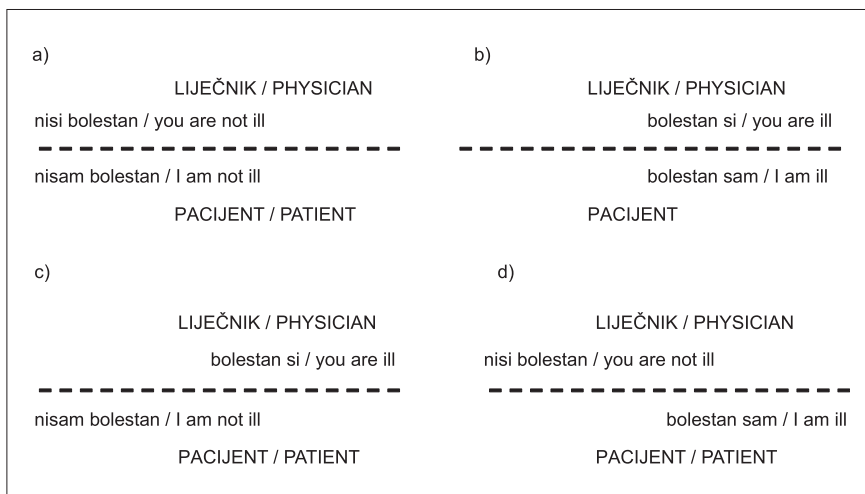 a)
LIJEČNIK / PHYSICIAN
nisi bolestan / you are not ill
nisam bolestan / I am not ill
PACIJENT / PATIENT
b)
LIJEČNIK / PHYSICIAN
bolestan si / you are ill
bolestan sam / I am ill
PACIJENT
c)
LIJEČNIK / PHYSICIAN
bolestan si / you are ill
nisam bolestan / I am not ill
PACIJENT / PATIENT
d)
LIJEČNIK / PHYSICIAN
nisi bolestan / you are not ill
bolestan sam / I am ill
PACIJENT / PATIENT